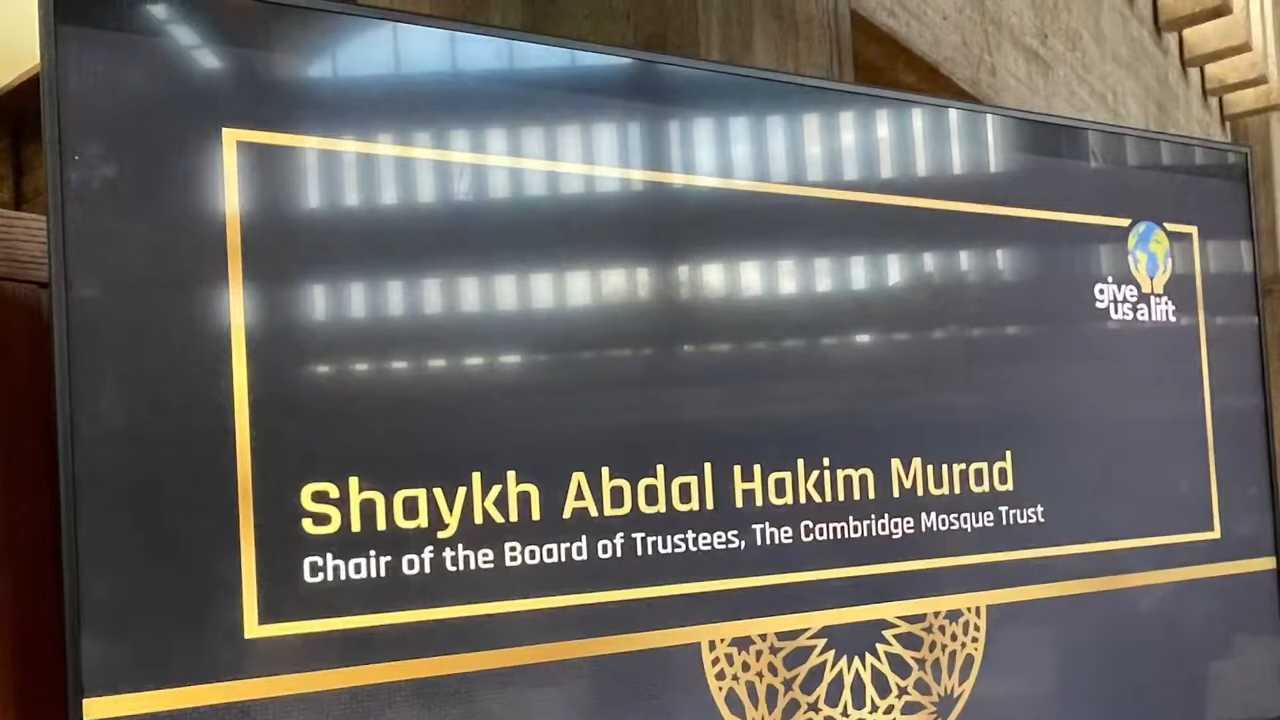 give
us a lift
Shaykh Abdal Hakim Murad
Chair of the Board of Trustees, The Cambridge Mosque Trust